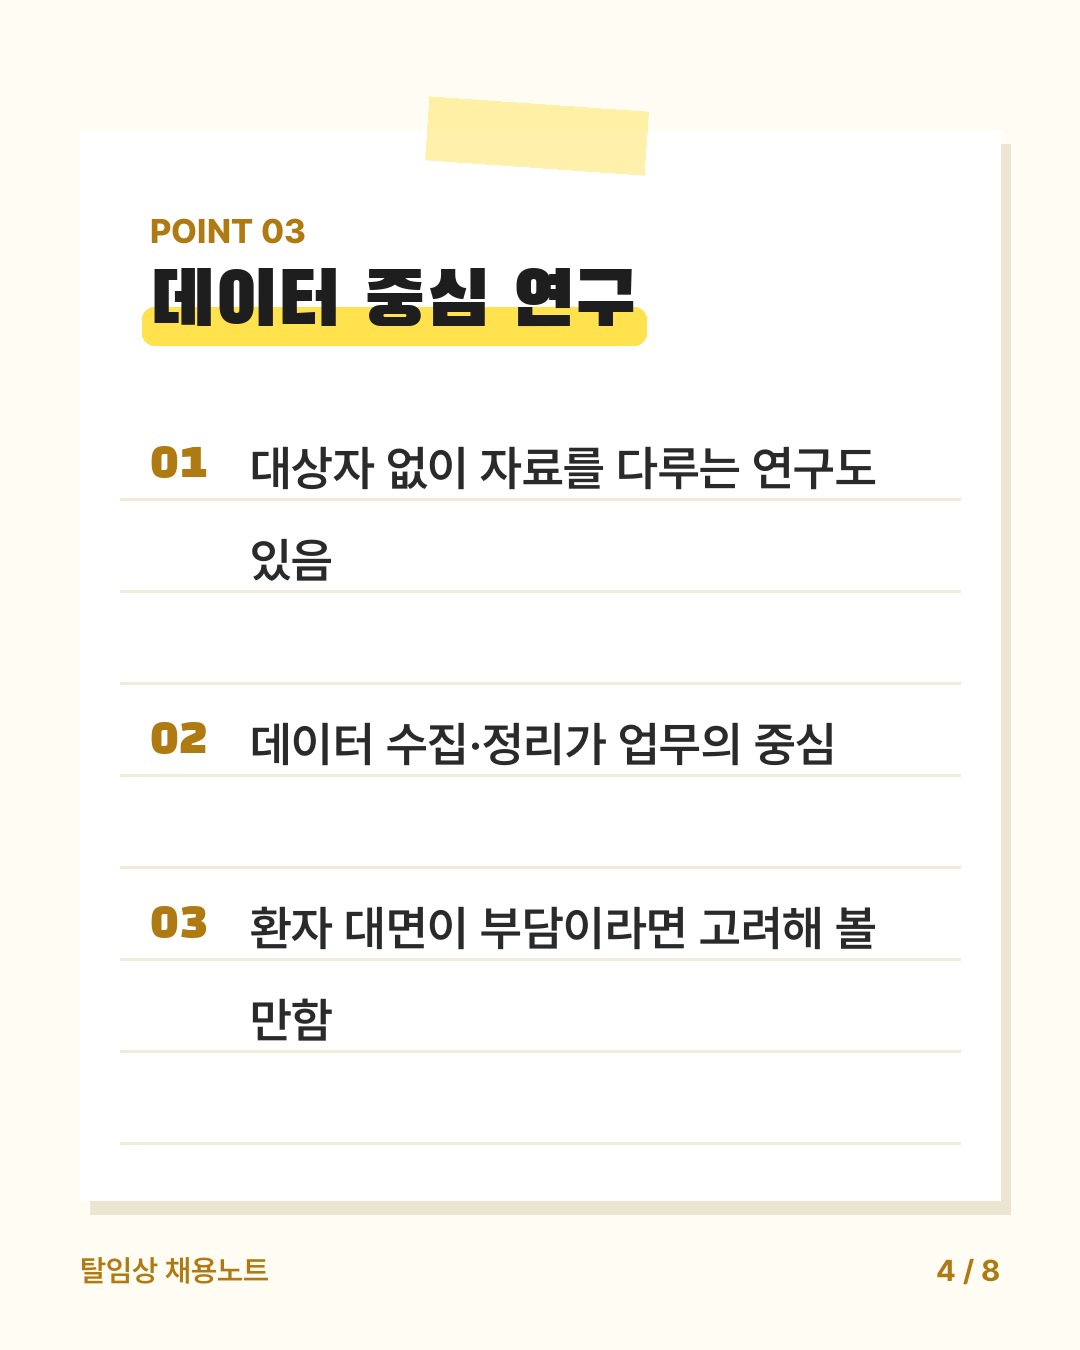 POINT 03
데이터 중심 연구
01 대상자 없이 자료를 다루는 연구도
있음
02 데이터 수집·정리가 업무의 중심
03 환자 대면이 부담이라면 고려해 볼
만함
탈임상 채용노트
4 / 8